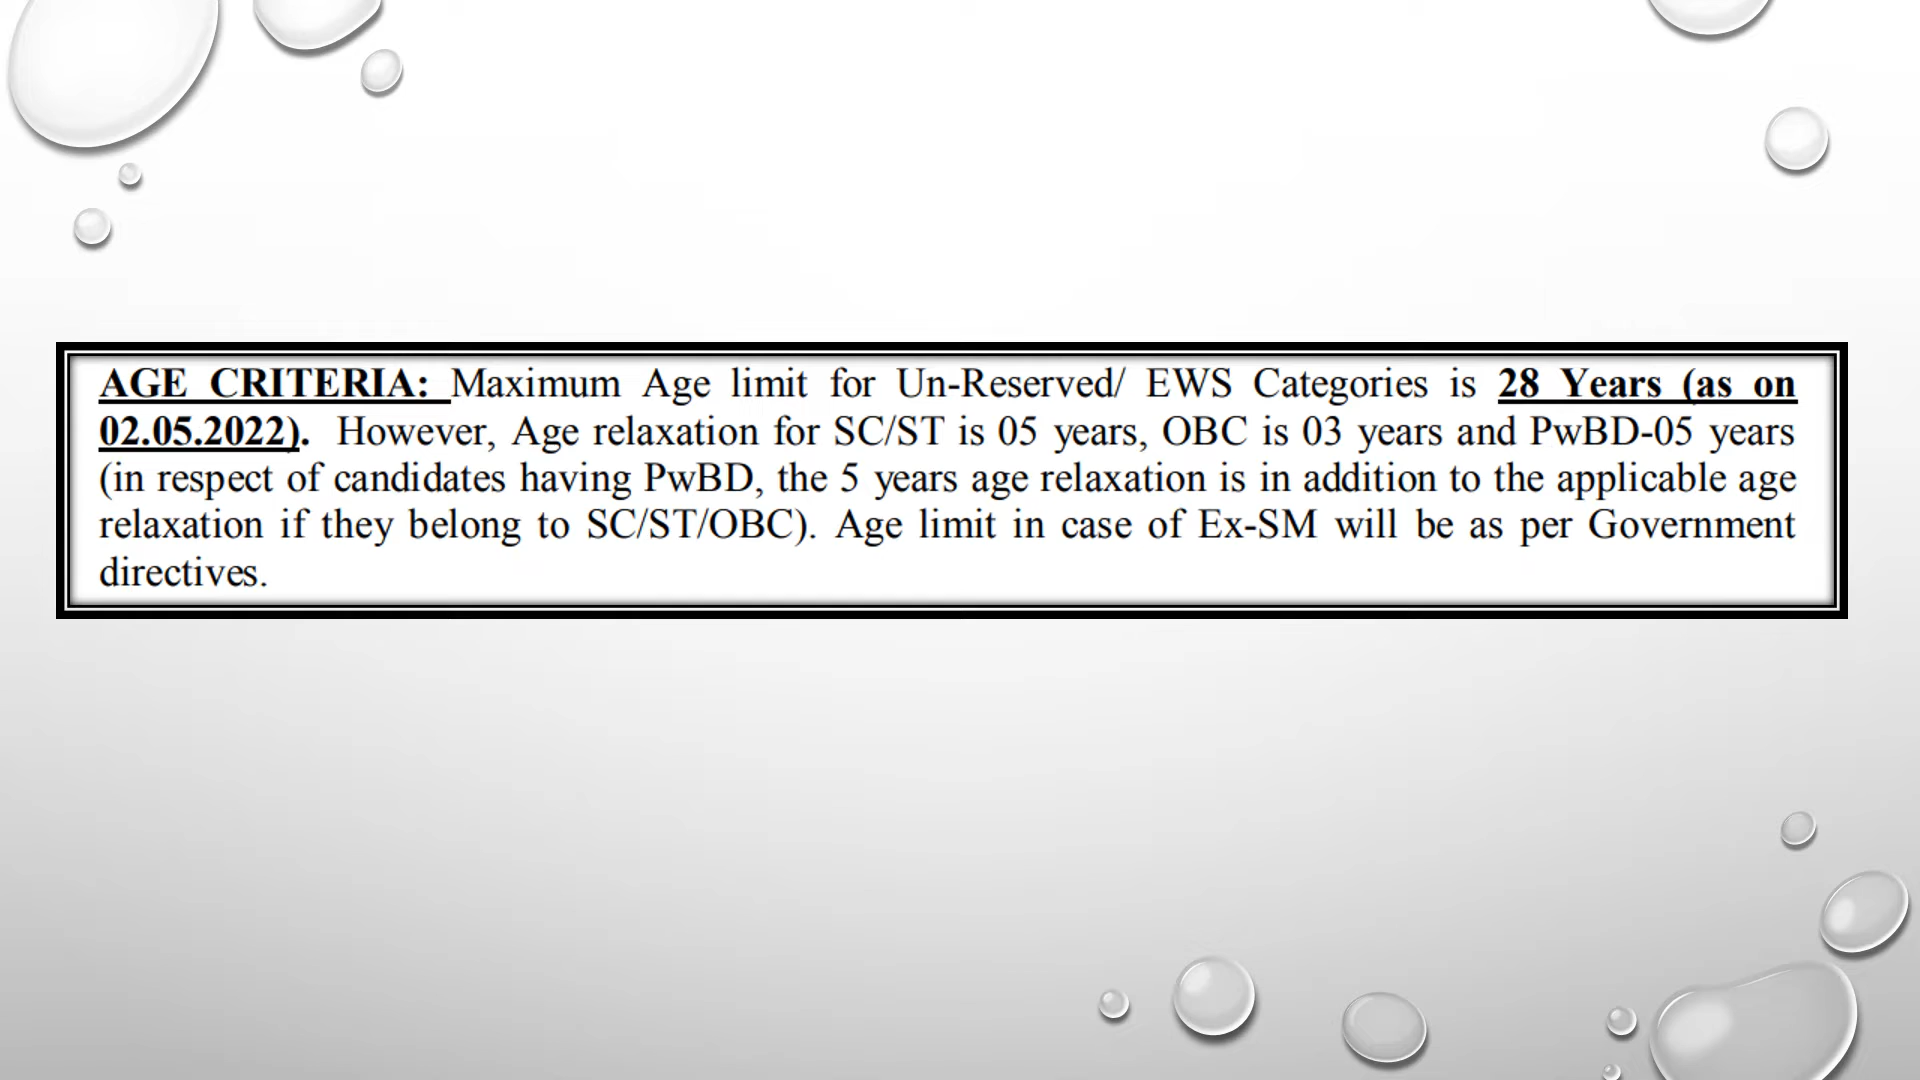 AGE CRITERIA: Maximum Age limit for Un-Reserved/ EWS Categories is 28 Years (as on
02.05.2022). However, Age relaxation for SC/ST is 05 years, OBC is 03 years and PwBD-05 years
(in respect of candidates having PwBD, the 5 years age relaxation is in addition to the applicable age
relaxation if they belong to SC/ST/OBC). Age limit in case of Ex-SM will be as per Government
directives.